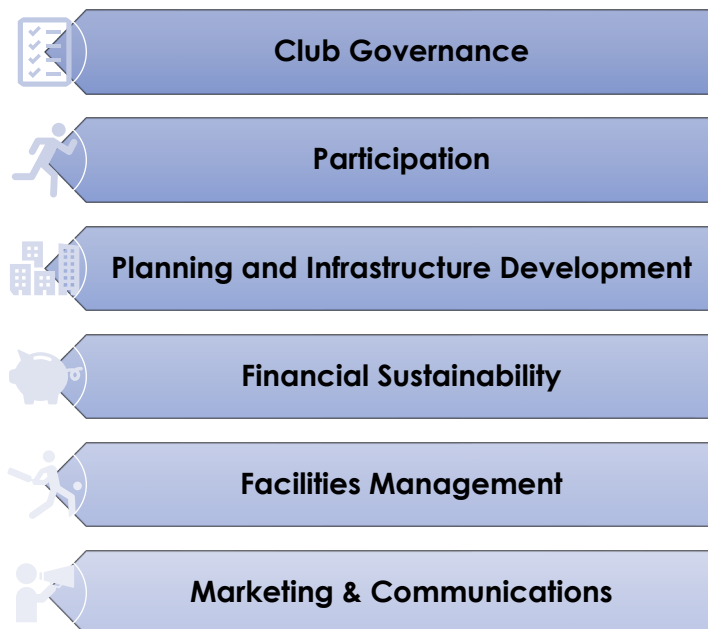 Club Governance
Participation
Planning and Infrastructure Development
Financial Sustainability
Facilities Management
Marketing & Communications